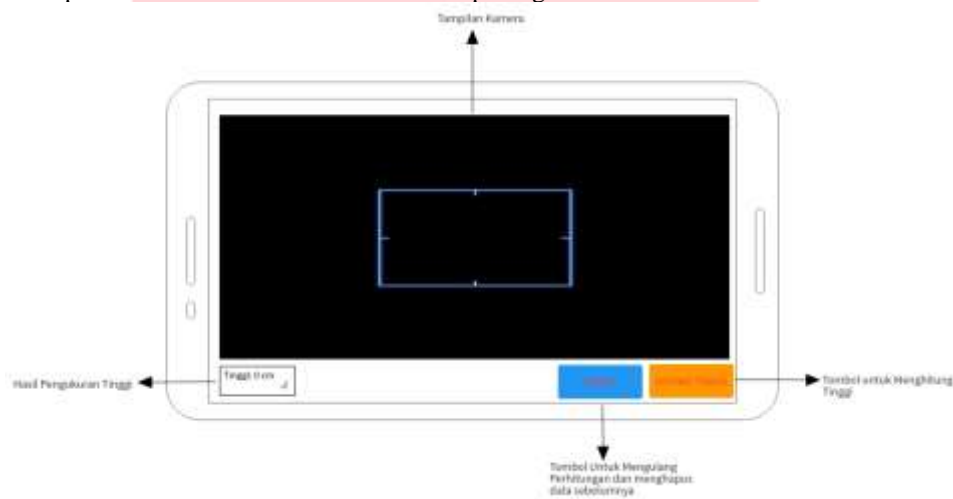 Tampilan Kamera
Tinggi: 0 cm
Hasil Pengukuran Tinggi
Tombol untuk Menghitung
Tinggi
Tombol Untuk Mengulang
Perhitungan dan menghapus
data sebelumnya